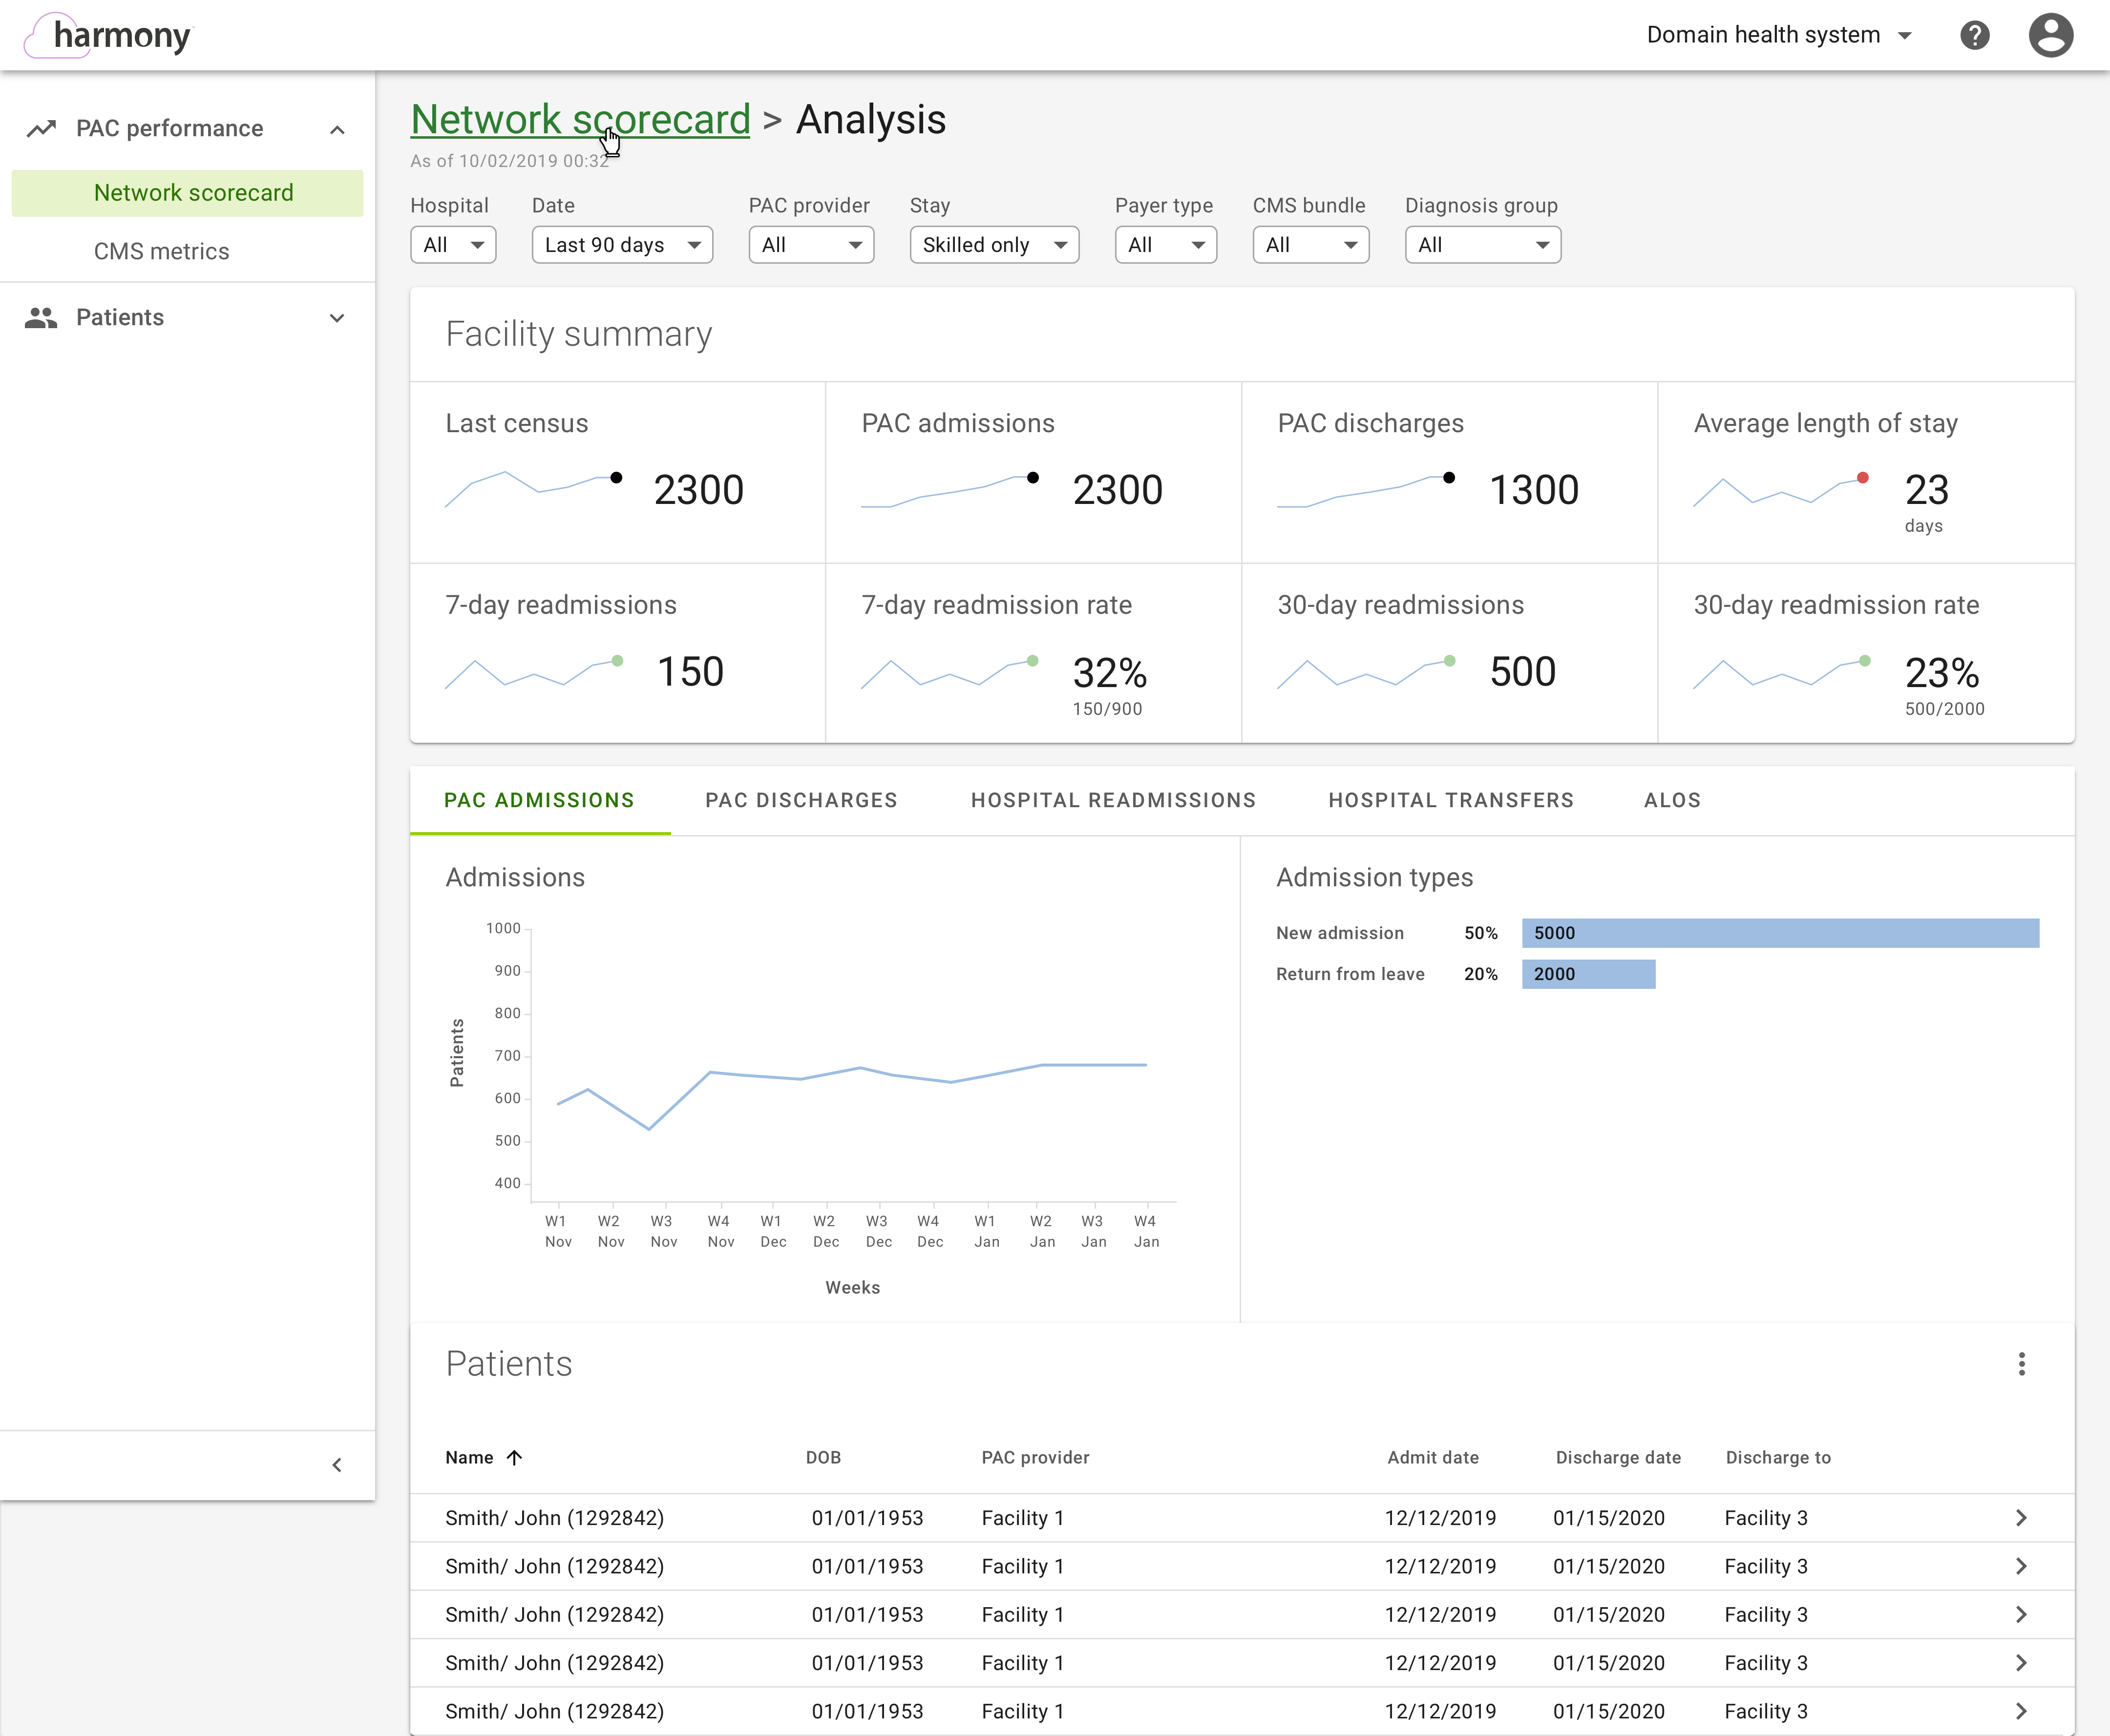 harmony
Domain health system
PAC performance
Network scorecard
CMS metrics
Patients
Network scorecard > Analysis
As of 10/02/2019 00:32
Hospital Date PAC provider Stay Payer type CMS bundle Diagnosis group
All Last 90 days All Skilled only All All All
Facility summary
Last census PAC admissions PAC discharges Average length of stay
2300 2300 1300 23
days
7-day readmissions 7-day readmission rate 30-day readmissions 30-day readmission rate
150 32% 500 23%
150/900 500/2000
PAC ADMISSIONS PAC DISCHARGES HOSPITAL READMISSIONS HOSPITAL TRANSFERS ALOS
Admissions
1000
900
800
700
600
500
400
Patients
W1 W2 W3 W4 W1 W2 W3 W4 W1 W2 W3 W4
Nov Nov Nov Nov Dec Dec Dec Dec Jan Jan Jan Jan
Weeks
Admission types
New admission 50% 5000
Return from leave 20% 2000
Patients
Name DOB PAC provider Admit date Discharge date Discharge to
Smith/ John (1292842) 01/01/1953 Facility 1 12/12/2019 01/15/2020 Facility 3
Smith/ John (1292842) 01/01/1953 Facility 1 12/12/2019 01/15/2020 Facility 3
Smith/ John (1292842) 01/01/1953 Facility 1 12/12/2019 01/15/2020 Facility 3
Smith/ John (1292842) 01/01/1953 Facility 1 12/12/2019 01/15/2020 Facility 3
Smith/ John (1292842) 01/01/1953 Facility 1 12/12/2019 01/15/2020 Facility 3